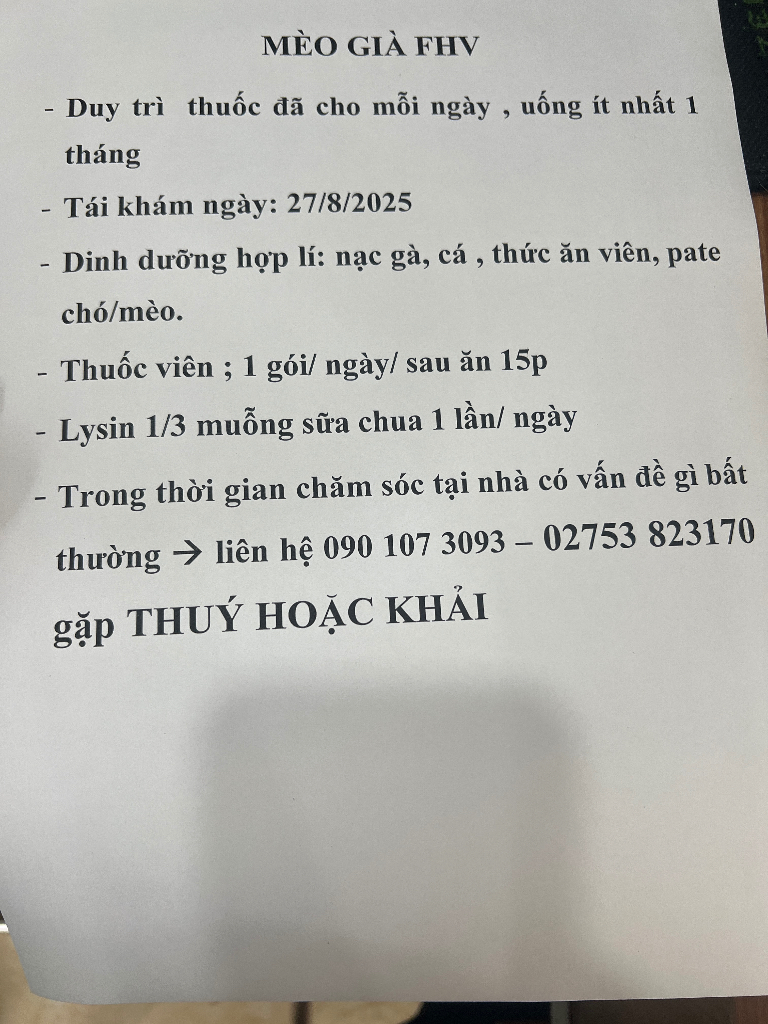 MÈO GIÀ FHV
- Duy trì thuốc đã cho mỗi ngày , uống ít nhất 1
tháng
- Tái khám ngày: 27/8/2025
- Dinh dưỡng hợp lí: nạc gà, cá , thức ăn viên, pate
chó/mèo.
- Thuốc viên ; 1 gói/ ngày/ sau ăn 15p
- Lysin 1/3 muỗng sữa chua 1 lần/ ngày
- Trong thời gian chăm sóc tại nhà có vấn đề gì bất
thường → liên hệ 090 107 3093 – 02753 823170
gặp THUÝ HOẶC KHẢI